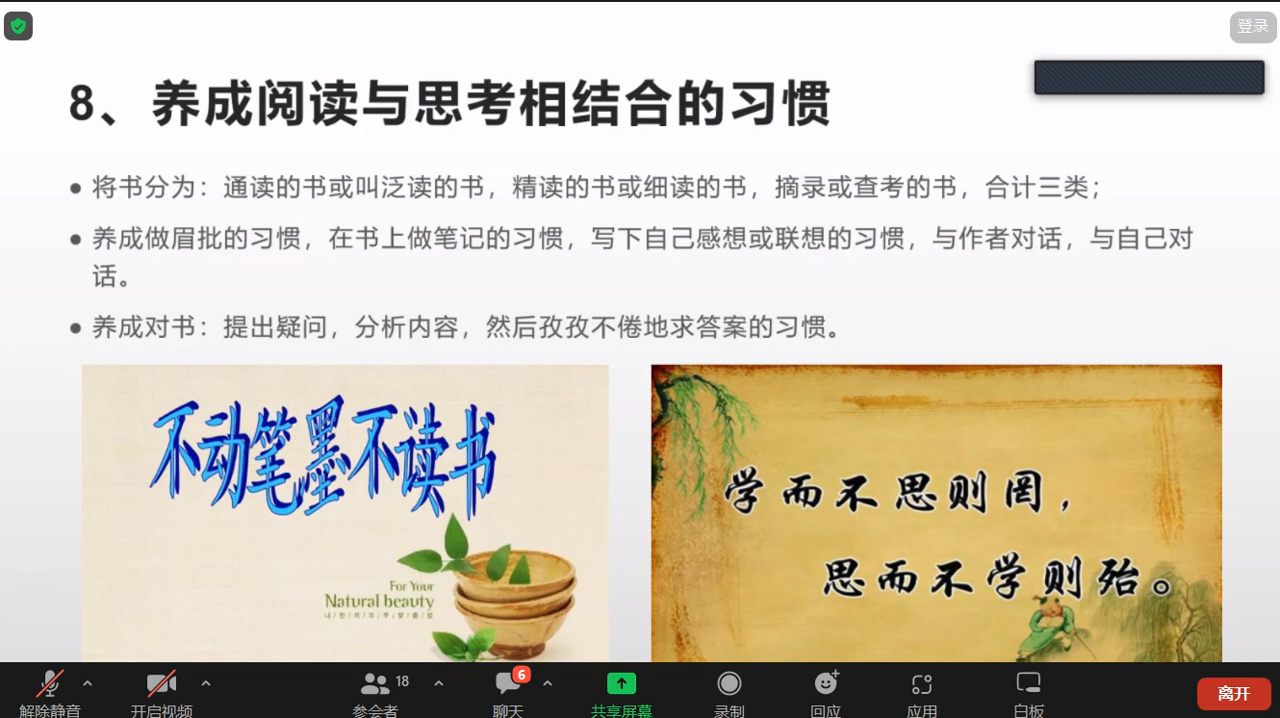 登录
8、养成阅读与思考相结合的习惯
● 将书分为：通读的书或叫泛读的书，精读的书或细读的书，摘录或查考的书，合计三类；
● 养成做眉批的习惯，在书上做笔记的习惯，写下自己感想或联想的习惯，与作者对话，与自己对
话。
● 养成对书：提出疑问，分析内容，然后孜孜不倦地求答案的习惯。
不动笔墨不读书
For Your
Natural beauty
学而不思则罔，
思而不学则殆。
18
6
解除静音
开启视频
参会者
聊天
共享屏幕
录制
回应
应用
白板
离开